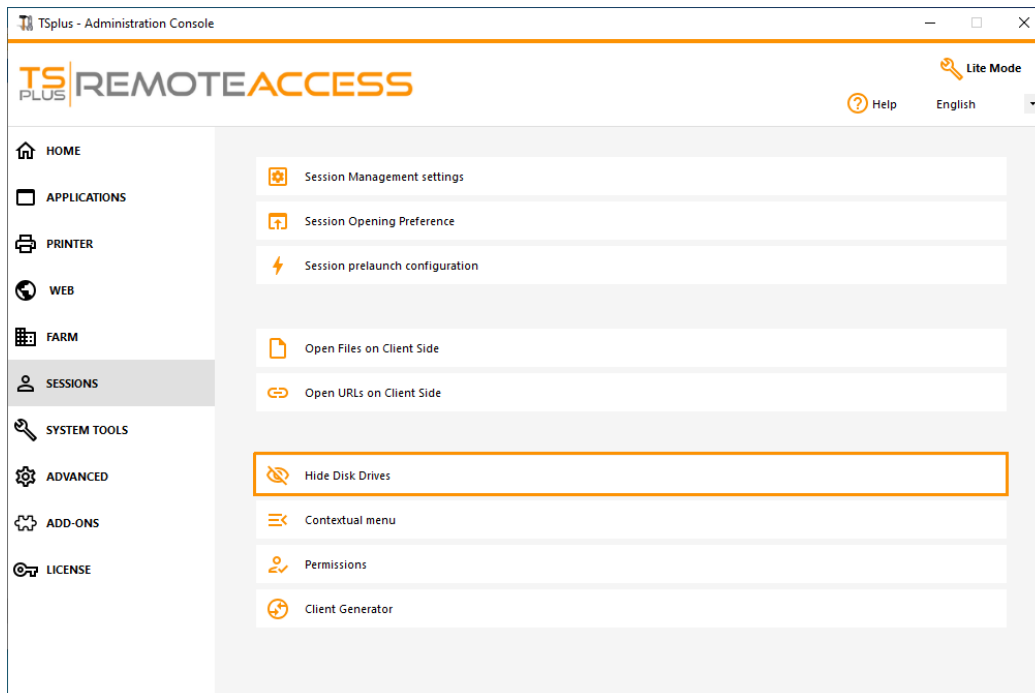 TSplus - Administration Console
TS PLUS REMOTEACCESS
Lite Mode
Help
English
HOME
APPLICATIONS
PRINTER
WEB
FARM
SESSIONS
SYSTEM TOOLS
ADVANCED
ADD-ONS
LICENSE
Session Management settings
Session Opening Preference
Session prelaunch configuration
Open Files on Client Side
Open URLs on Client Side
Hide Disk Drives
Contextual menu
Permissions
Client Generator